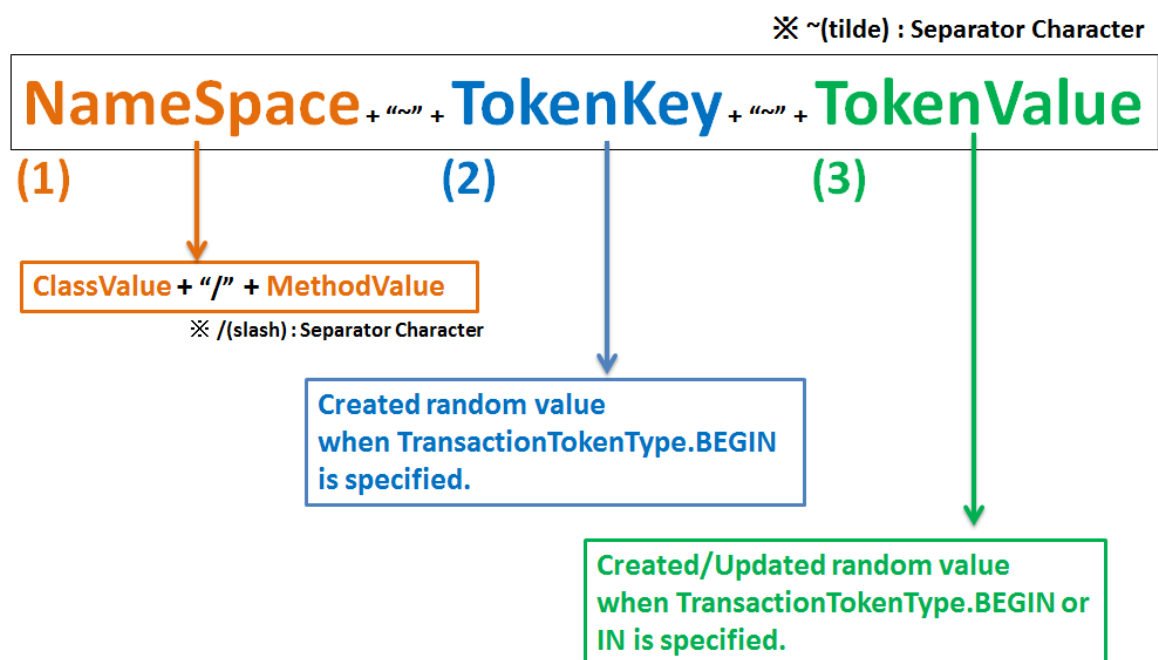 ※ ~(tilde) : Separator Character
NameSpace + “~” + TokenKey + “~” + TokenValue
(1) (2) (3)
ClassValue + “/” + MethodValue
※ /(slash) : Separator Character
Created random value
when TransactionTokenType.BEGIN
is specified.
Created/Updated random value
when TransactionTokenType.BEGIN or
IN is specified.